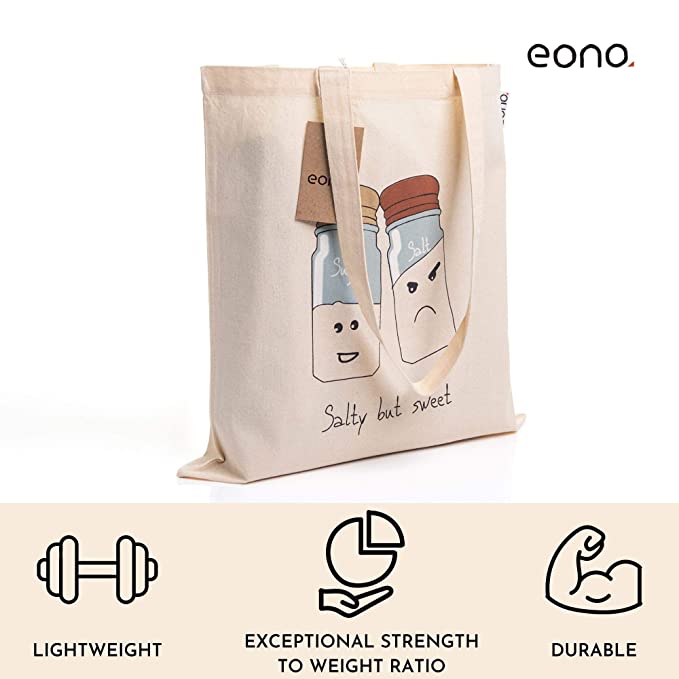 eono.
eono.
Salt
Salty but sweet
LIGHTWEIGHT
EXCEPTIONAL STRENGTH
TO WEIGHT RATIO
DURABLE